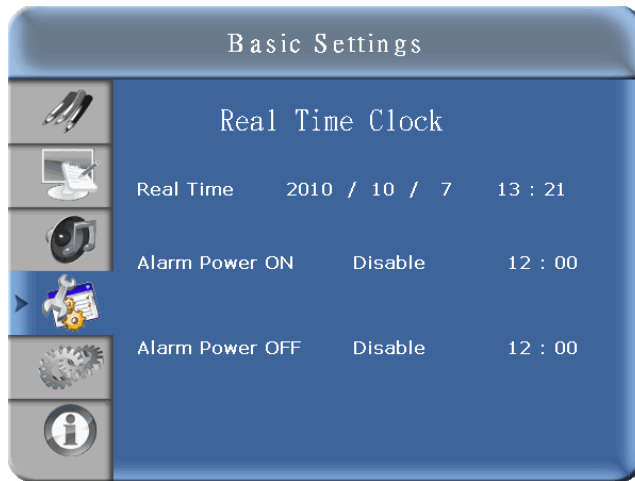 Basic Settings
Real Time Clock
Real Time 2010 / 10 / 7 13 : 21
Alarm Power ON Disable 12 : 00
Alarm Power OFF Disable 12 : 00